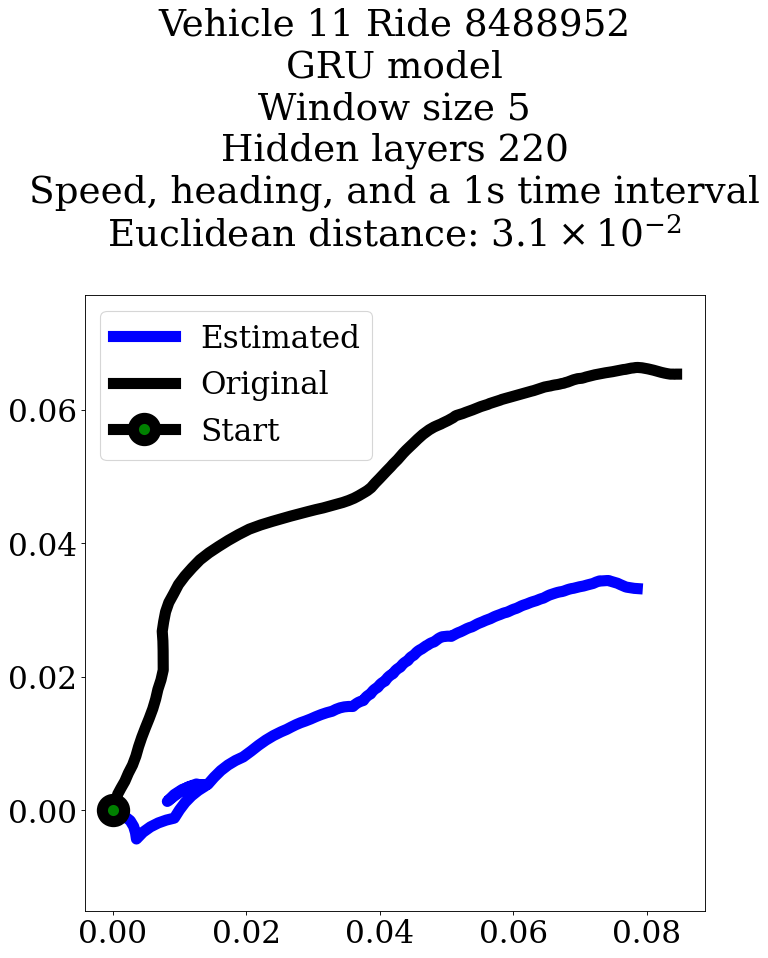 Vehicle 11 Ride 8488952
GRU model
Window size 5
Hidden layers 220
Speed, heading, and a 1s time interval
Euclidean distance: 3.1 × 10⁻²
Estimated
Original
Start
0.06
0.04
0.02
0.00
0.00 0.02 0.04 0.06 0.08